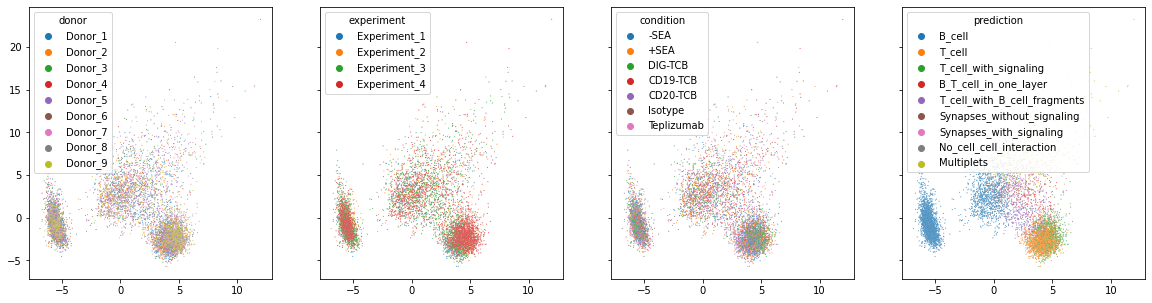 donor
Donor_1
Donor_2
Donor_3
Donor_4
Donor_5
Donor_6
Donor_7
Donor_8
Donor_9
20
15
10
5
0
−5
−5
0
5
10
experiment
Experiment_1
Experiment_2
Experiment_3
Experiment_4
−5
0
5
10
condition
-SEA
+SEA
DIG-TCB
CD19-TCB
CD20-TCB
Isotype
Teplizumab
−5
0
5
10
prediction
B_cell
T_cell
T_cell_with_signaling
B_T_cell_in_one_layer
T_cell_with_B_cell_fragments
Synapses_without_signaling
Synapses_with_signaling
No_cell_cell_interaction
Multiplets
−5
0
5
10